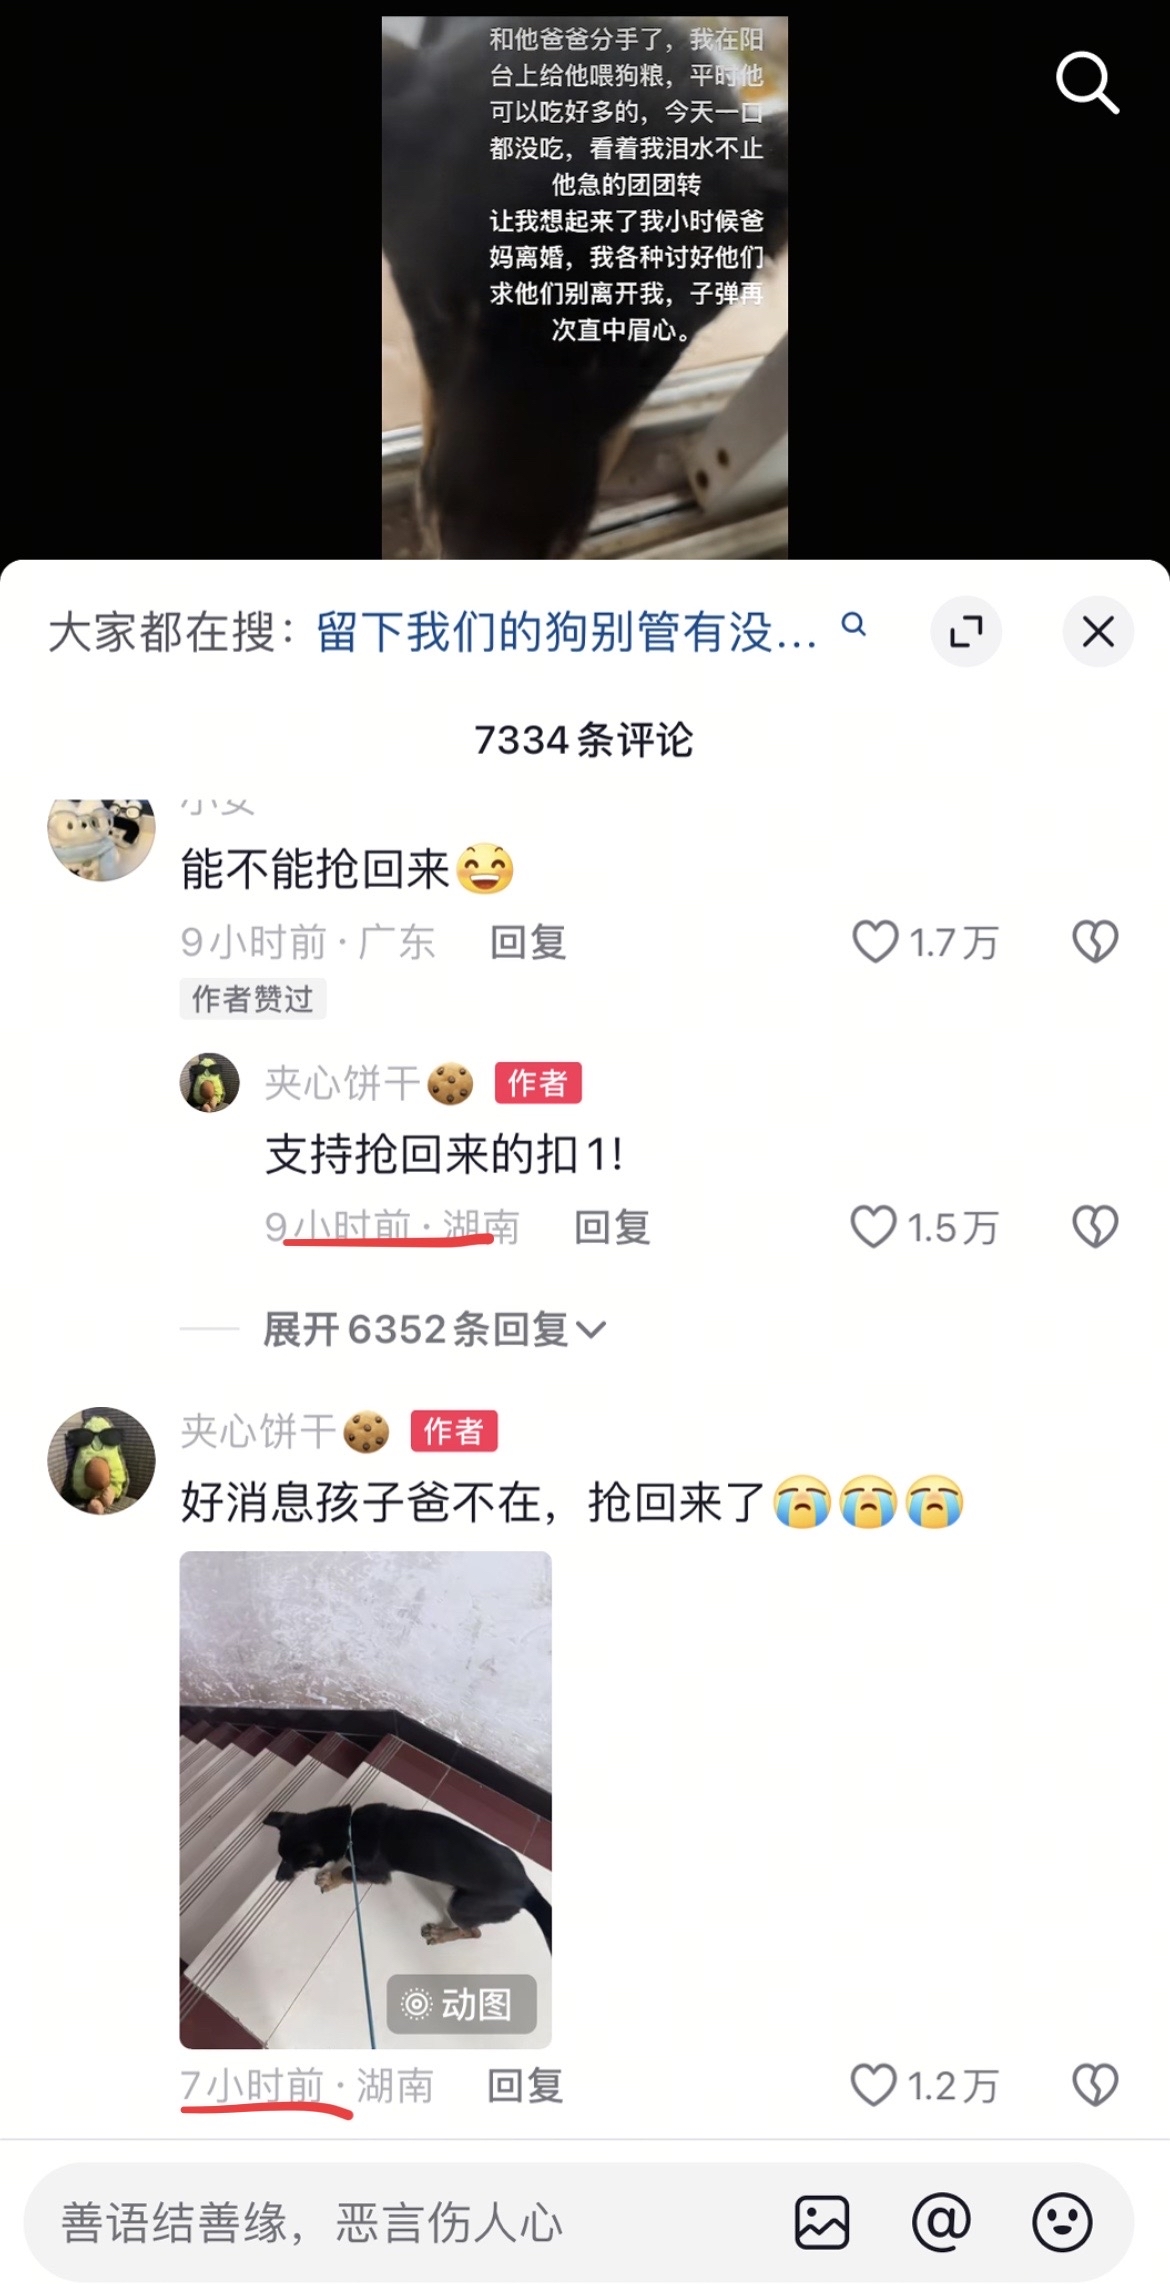 和他爸爸分手了，我在阳
台上给他喂狗粮，平时他
可以吃好多的，今天一口
都没吃，看着我泪水不止
他急的团团转
让我想起来了我小时候爸
妈离婚，我各种讨好他们
求他们别离开我，子弹再
次直中眉心。
大家都在搜：留下我们的狗别管有没...
7334条评论
能不能抢回来😄
9小时前·广东 回复 1.7万
作者赞过
夹心饼干🍪 作者
支持抢回来的扣1!
9小时前·湖南 回复 1.5万
展开6352条回复
夹心饼干🍪 作者
好消息孩子爸不在，抢回来了😭😭😭
动图
7小时前·湖南 回复 1.2万
善语结善缘，恶言伤人心